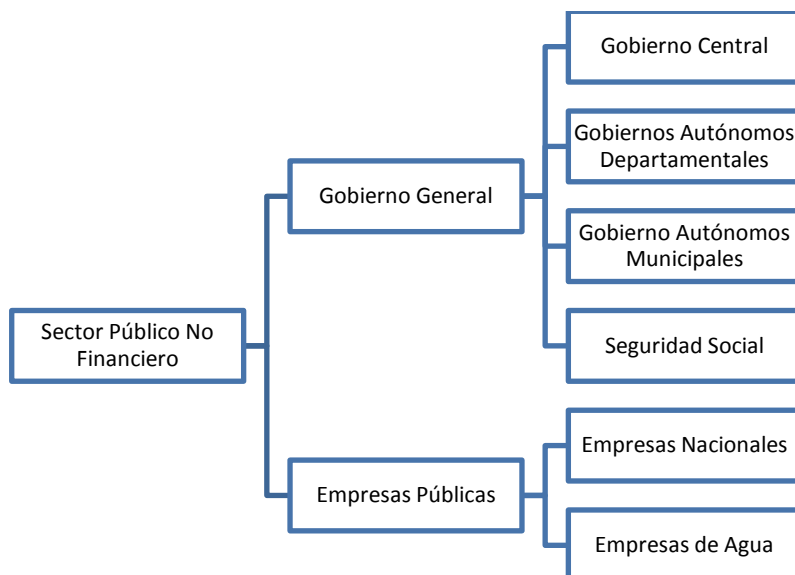 Sector Público No
Financiero
Gobierno General
Gobierno Central
Gobiernos Autónomos
Departamentales
Gobierno Autónomos
Municipales
Seguridad Social
Empresas Públicas
Empresas Nacionales
Empresas de Agua